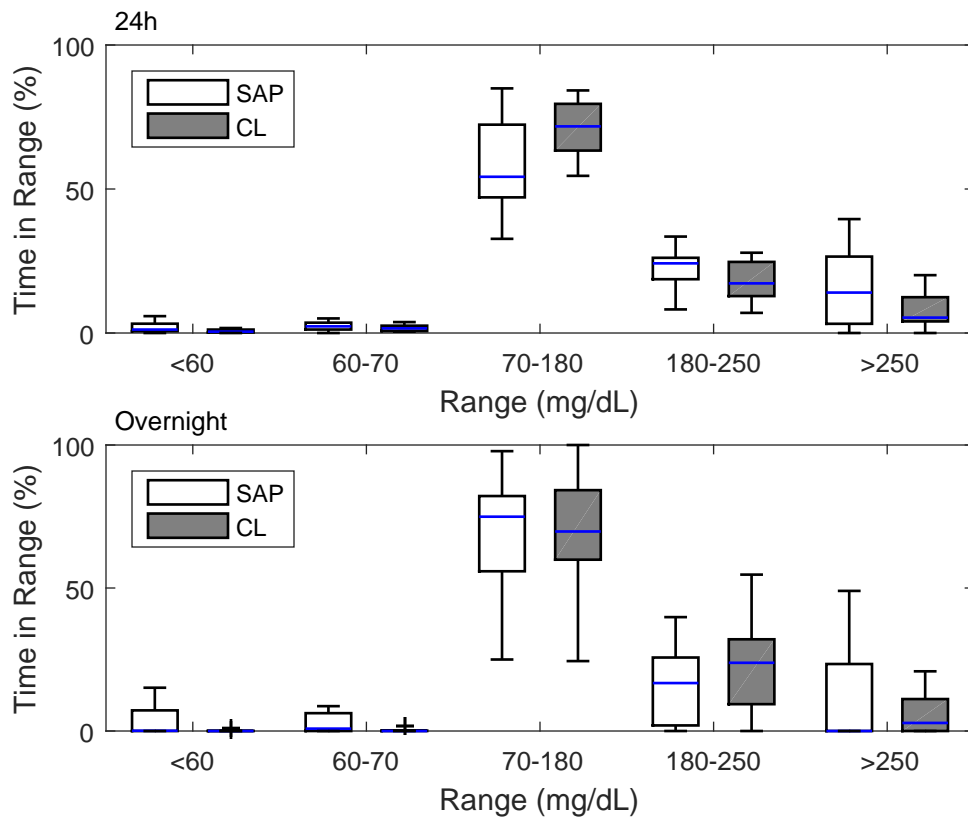 24h
100
50
0
Time in Range (%)
SAP
CL
<60 60-70 70-180 180-250 >250
Range (mg/dL)
Overnight
100
50
0
Time in Range (%)
SAP
CL
<60 60-70 70-180 180-250 >250
Range (mg/dL)